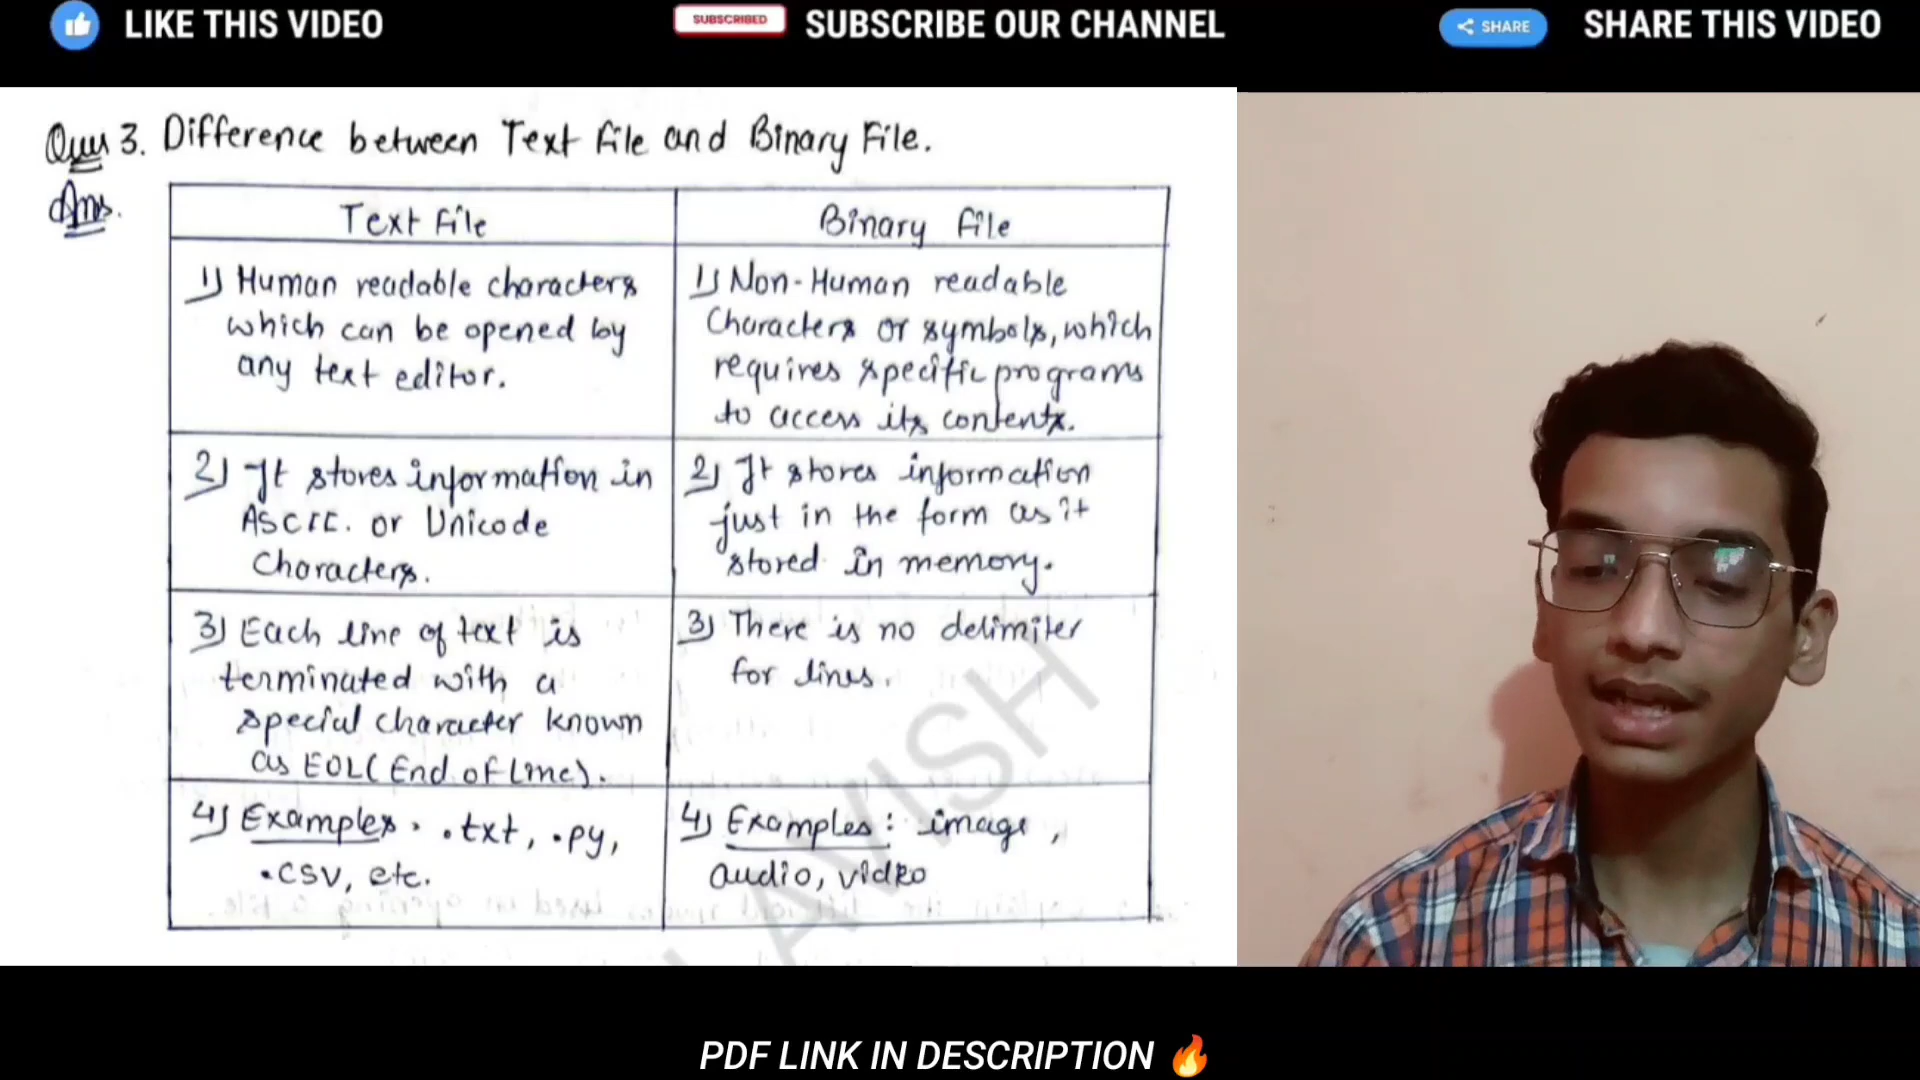 LIKE THIS VIDEO
SUBSCRIBED
SUBSCRIBE OUR CHANNEL
SHARE
SHARE THIS VIDEO
Ques 3. Difference between Text File and Binary File.
Ans.
Text File
1) Human readable characters
which can be opened by
any text editor.
2) It stores information in
ASCII. or Unicode
Characters.
3) Each line of text is
terminated with a
special character known
as EOL (End of Line).
4) Examples: .txt, .py,
.CSV, etc.
Binary File
1) Non-Human readable
Characters or symbols, which
requires specific programs
to access its contents.
2) It stores information
just in the form as it
stored in memory.
3) There is no delimiter
for lines.
4) Examples: image,
audio, video
LAVISH
PDF LINK IN DESCRIPTION 🔥